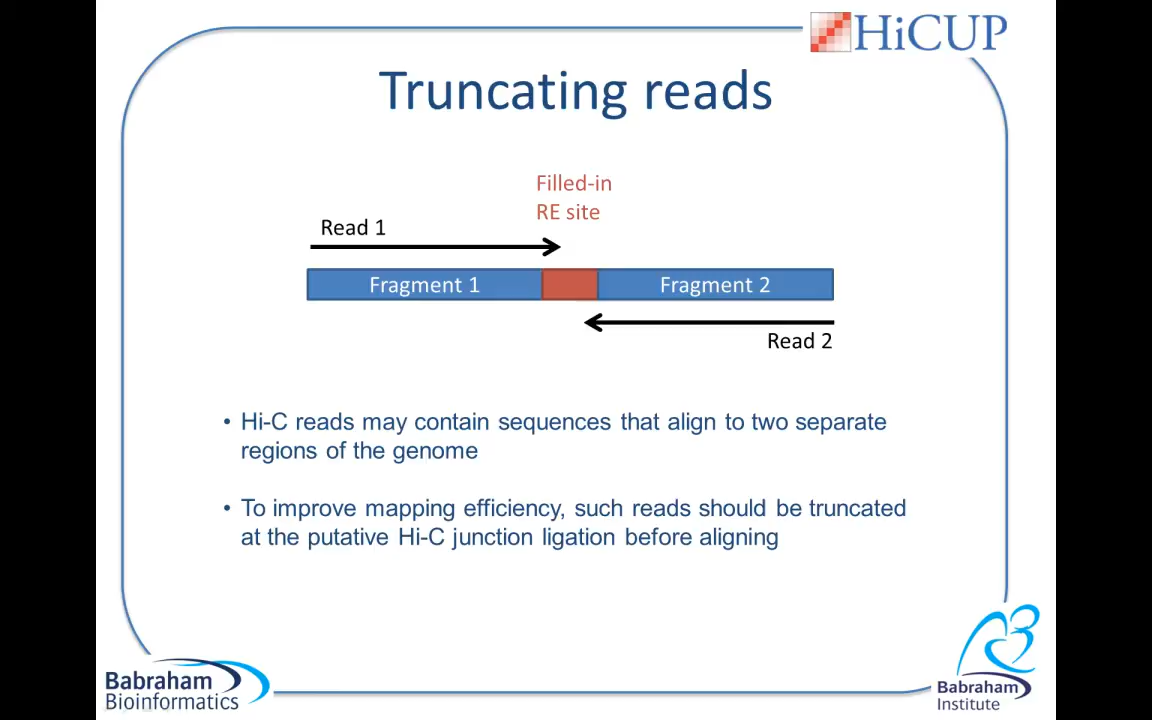 HiCUP
Truncating reads
Filled-in
RE site
Read 1
Fragment 1
Fragment 2
Read 2
• Hi-C reads may contain sequences that align to two separate
regions of the genome
• To improve mapping efficiency, such reads should be truncated
at the putative Hi-C junction ligation before aligning
Babraham
Bioinformatics
Babraham
Institute